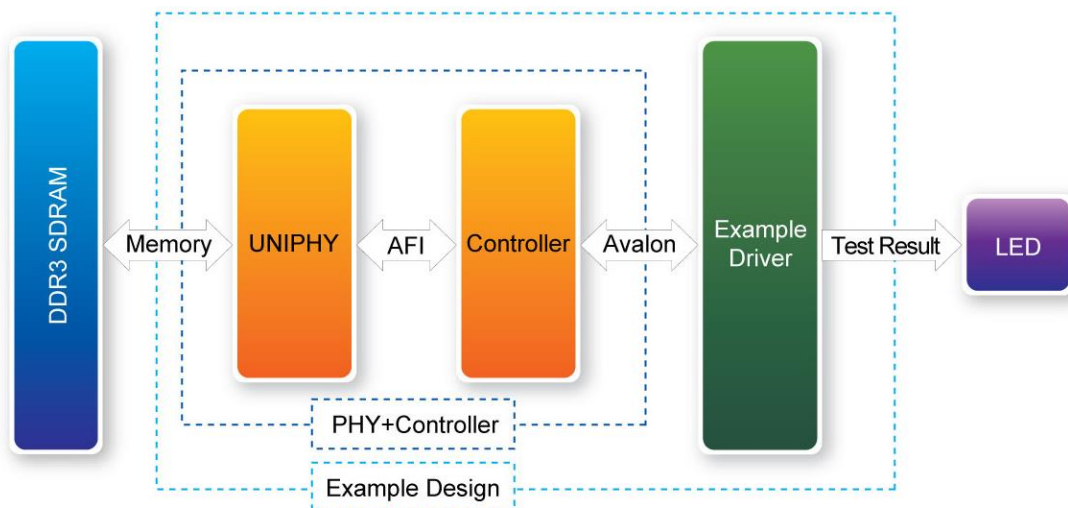 DDR3 SDRAM
Memory
UNIPHY
AFI
Controller
Avalon
Example
Driver
Test Result
LED
PHY+Controller
Example Design